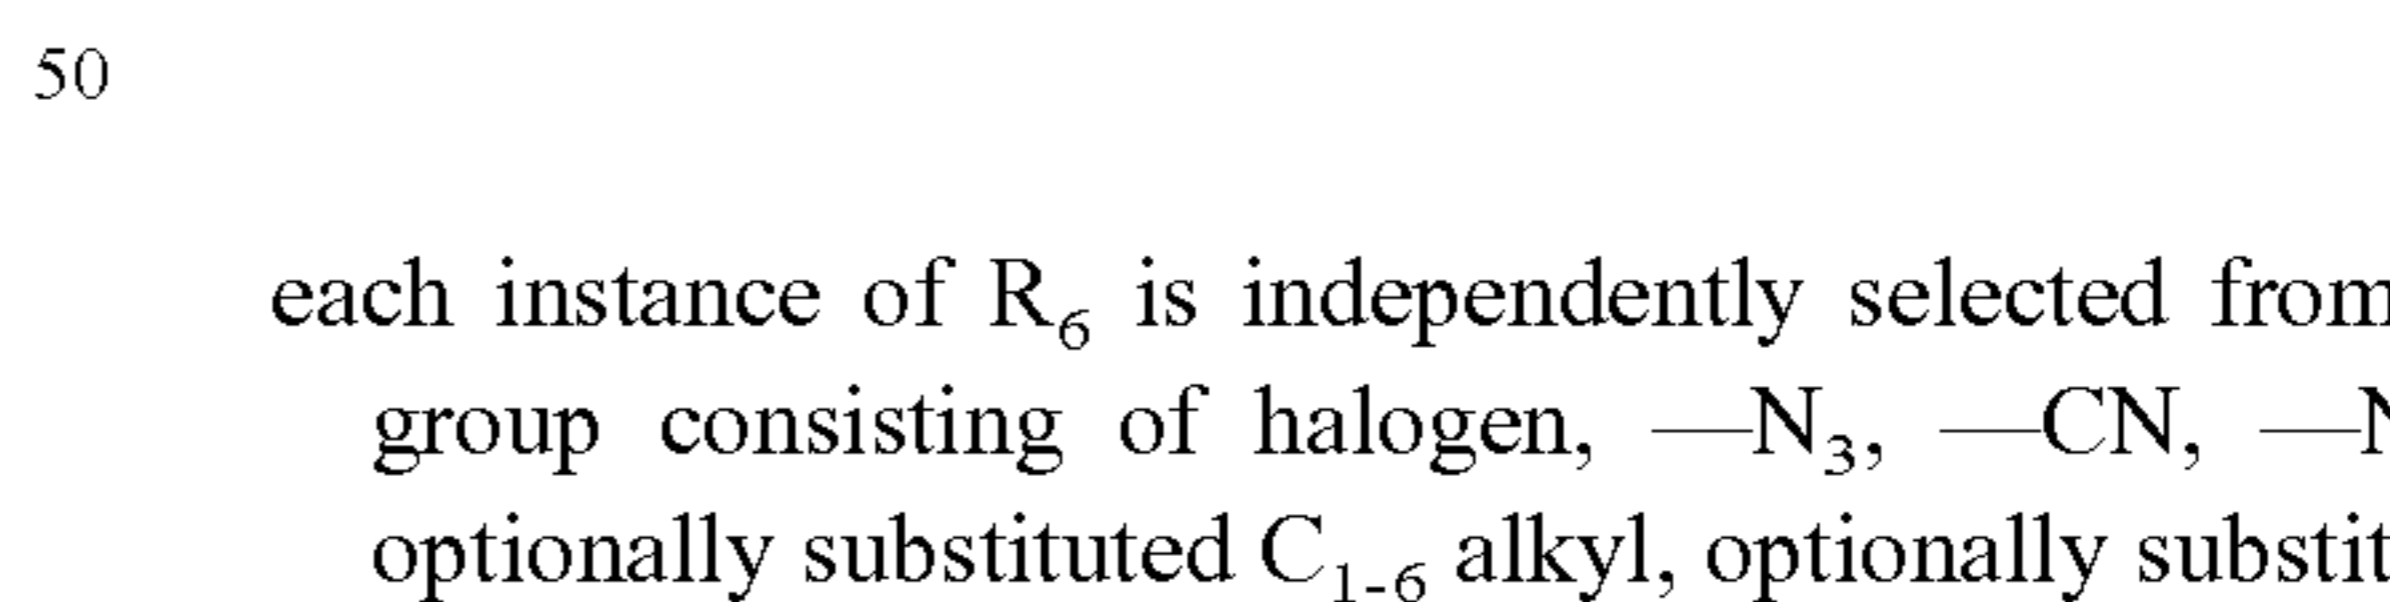 50
each instance of R₆ is independently selected from
group consisting of halogen, —N₃, —CN,
optionally substituted C₁₋₆ alkyl, optionally